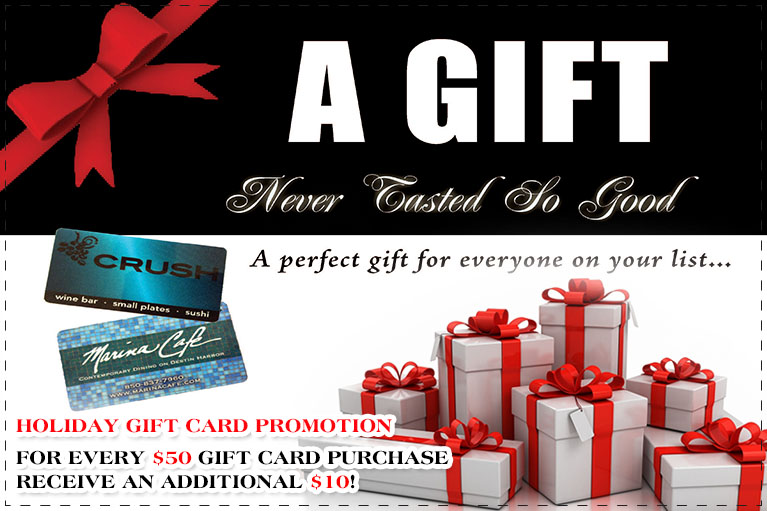 A GIFT
Never Tasted So Good
A perfect gift for everyone on your list...
CRUSH
wine bar · small plates · sushi
Marina Café
CONTEMPORARY DINING ON DESTIN HARBOR
850-837-7960
WWW.MARINACAFE.COM
HOLIDAY GIFT CARD PROMOTION
FOR EVERY $50 GIFT CARD PURCHASE
RECEIVE AN ADDITIONAL $10!